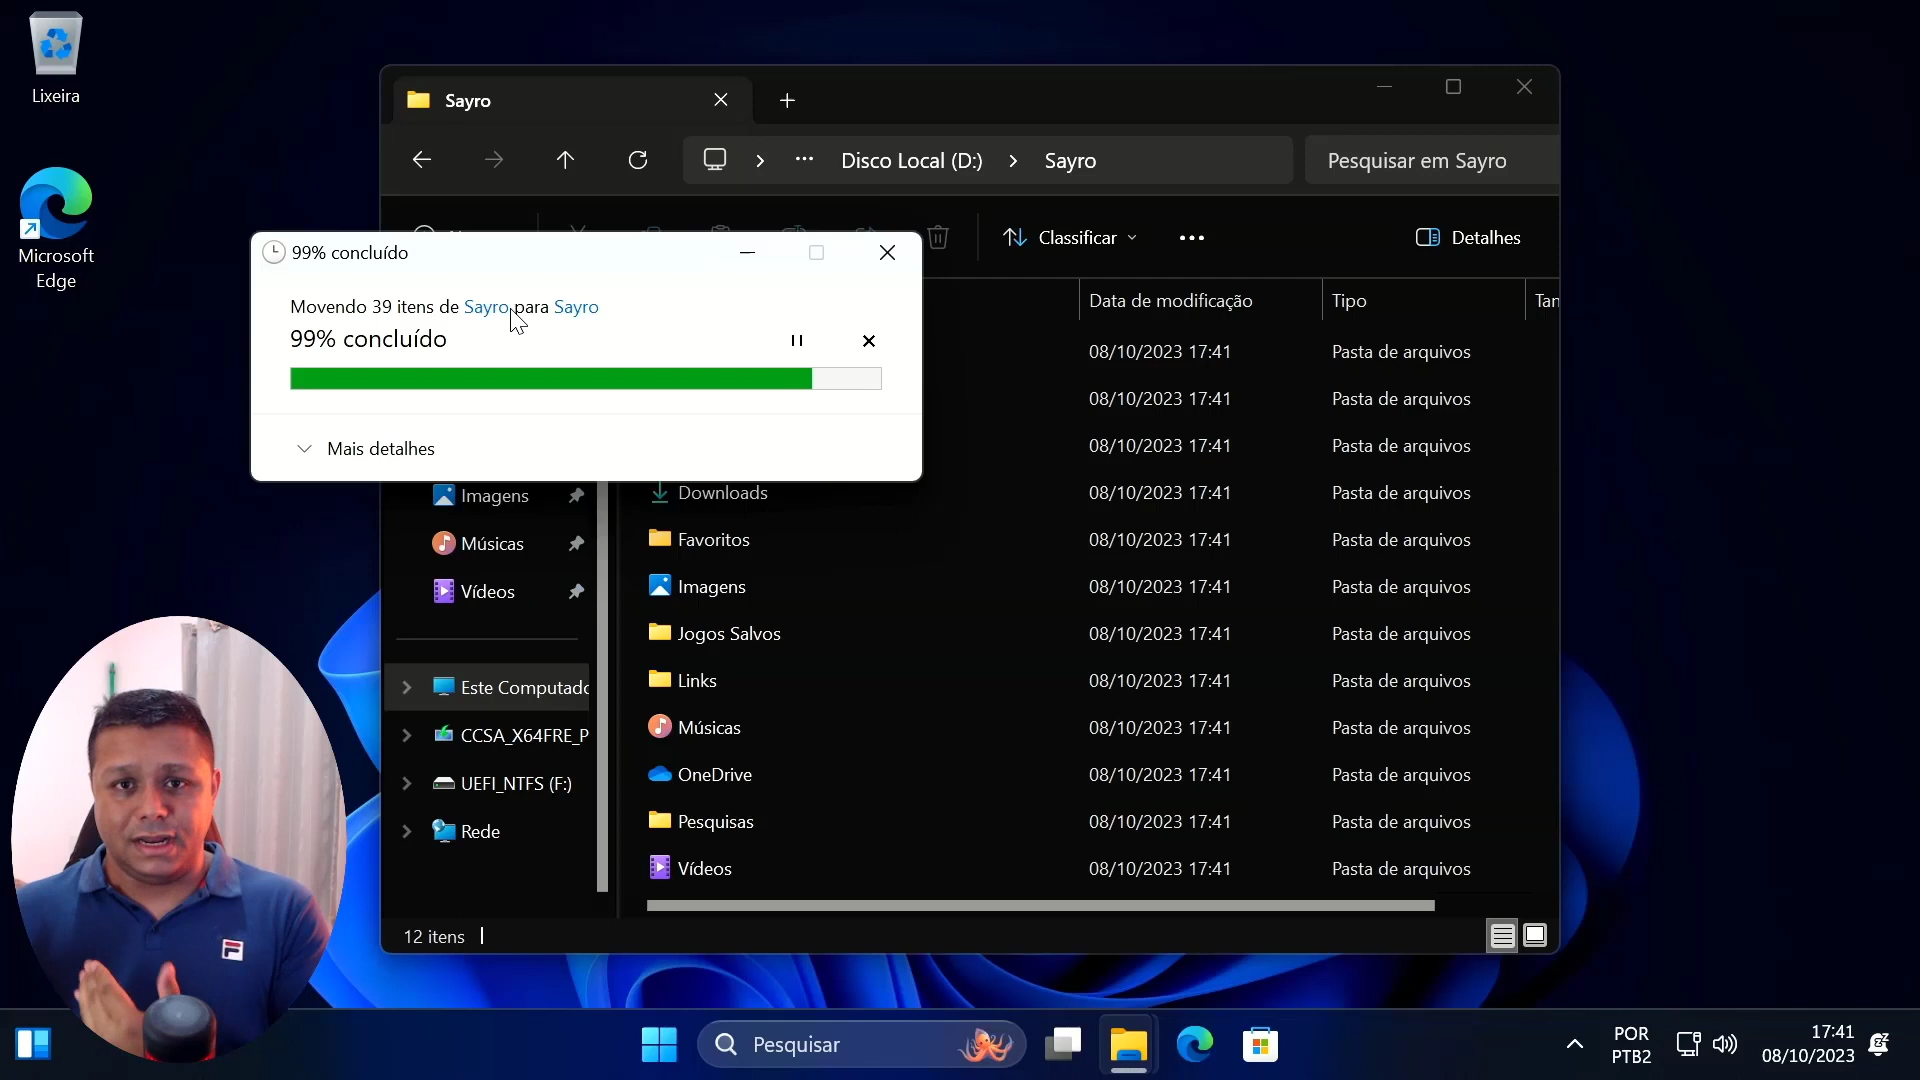 Lixeira
Microsoft
Edge
Sayro
Disco Local (D:)
Sayro
Pesquisar em Sayro
Classificar
Detalhes
99% concluído
Movendo 39 itens de Sayro para Sayro
99% concluído
Mais detalhes
Data de modificação
Tipo
08/10/2023 17:41
Pasta de arquivos
08/10/2023 17:41
Pasta de arquivos
08/10/2023 17:41
Pasta de arquivos
Downloads
08/10/2023 17:41
Pasta de arquivos
Favoritos
08/10/2023 17:41
Pasta de arquivos
Imagens
08/10/2023 17:41
Pasta de arquivos
Jogos Salvos
08/10/2023 17:41
Pasta de arquivos
Links
08/10/2023 17:41
Pasta de arquivos
Músicas
08/10/2023 17:41
Pasta de arquivos
OneDrive
08/10/2023 17:41
Pasta de arquivos
Pesquisas
08/10/2023 17:41
Pasta de arquivos
Vídeos
08/10/2023 17:41
Pasta de arquivos
Imagens
Músicas
Vídeos
Este Computado
CCSA_X64FRE_P
UEFI_NTFS (F:)
Rede
12 itens
Pesquisar
POR
PTB2
17:41
08/10/2023